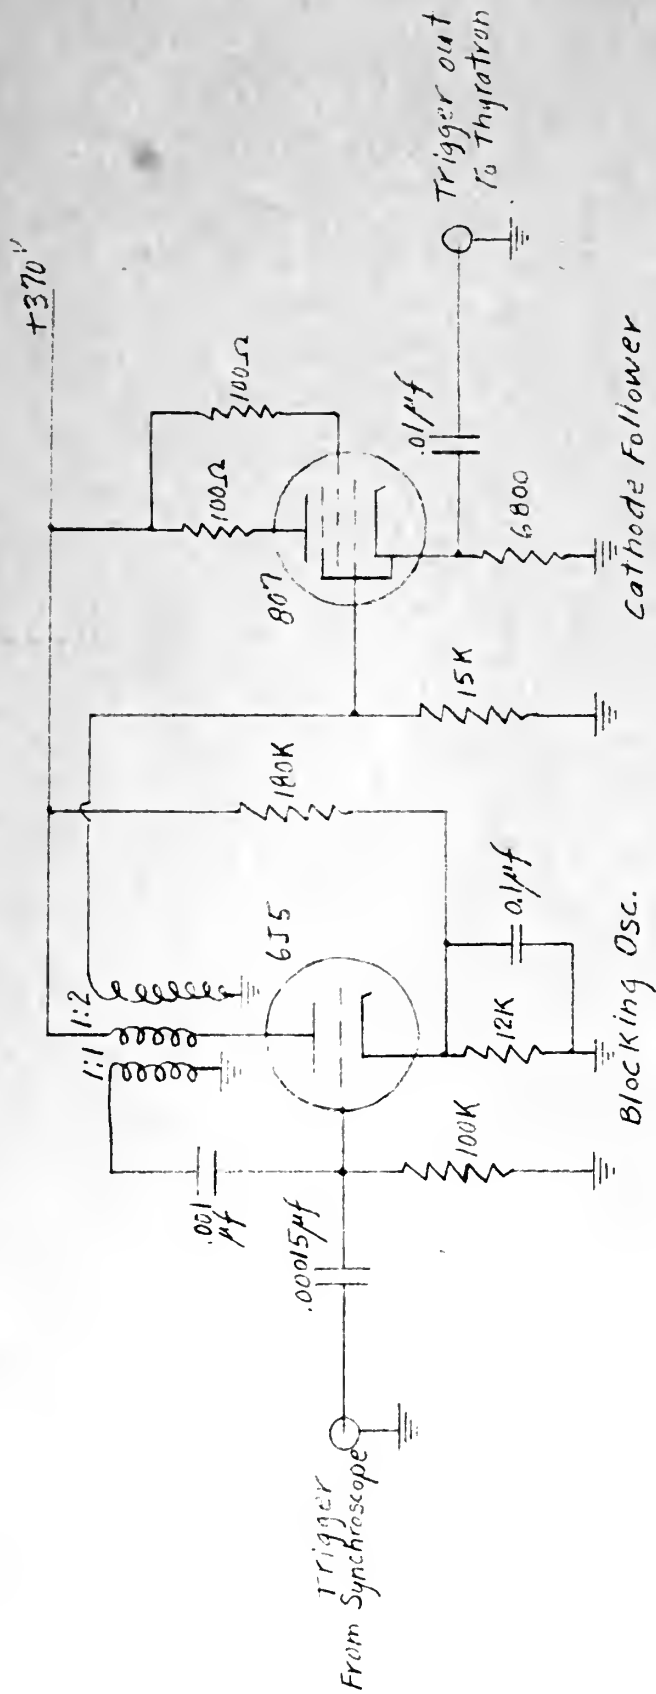 +370V
1:1
1:2
6J5
180K
807
100Ω
100Ω
.001
µf
.00015µf
100K
12K
0.1µf
15K
6800
.01µf
Trigger
From Synchroscope
Trigger out
To Thyratron
Blocking Osc.
Cathode Follower